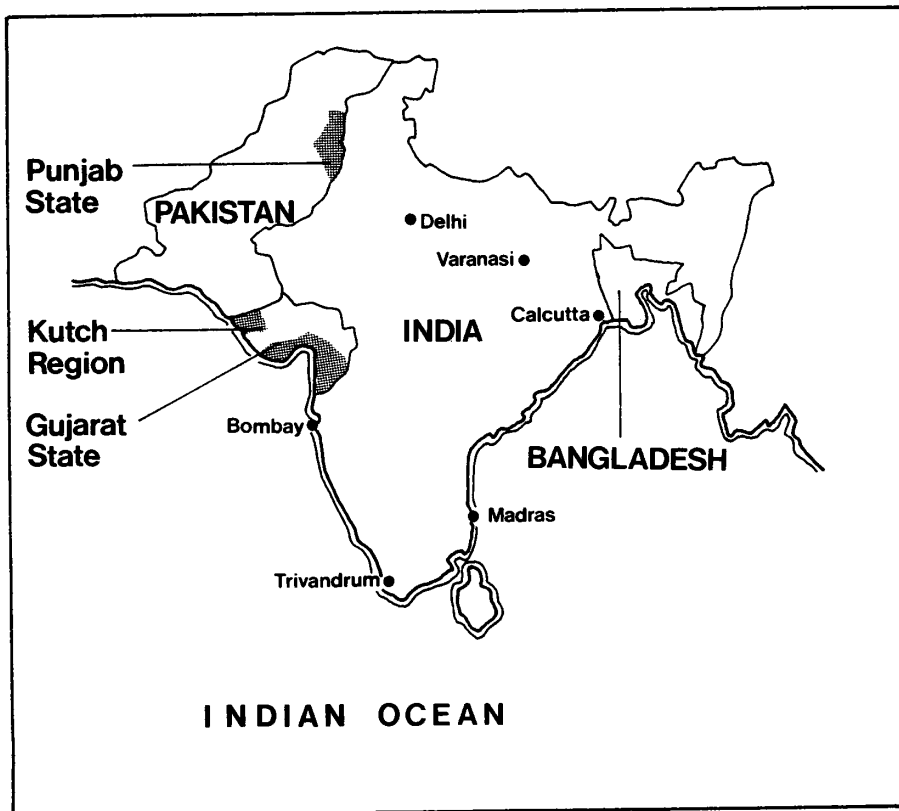 Punjab
State
PAKISTAN
Delhi
Varanasi
Kutch
Region
INDIA
Calcutta
Gujarat
State
Bombay
BANGLADESH
Madras
Trivandrum
INDIAN OCEAN